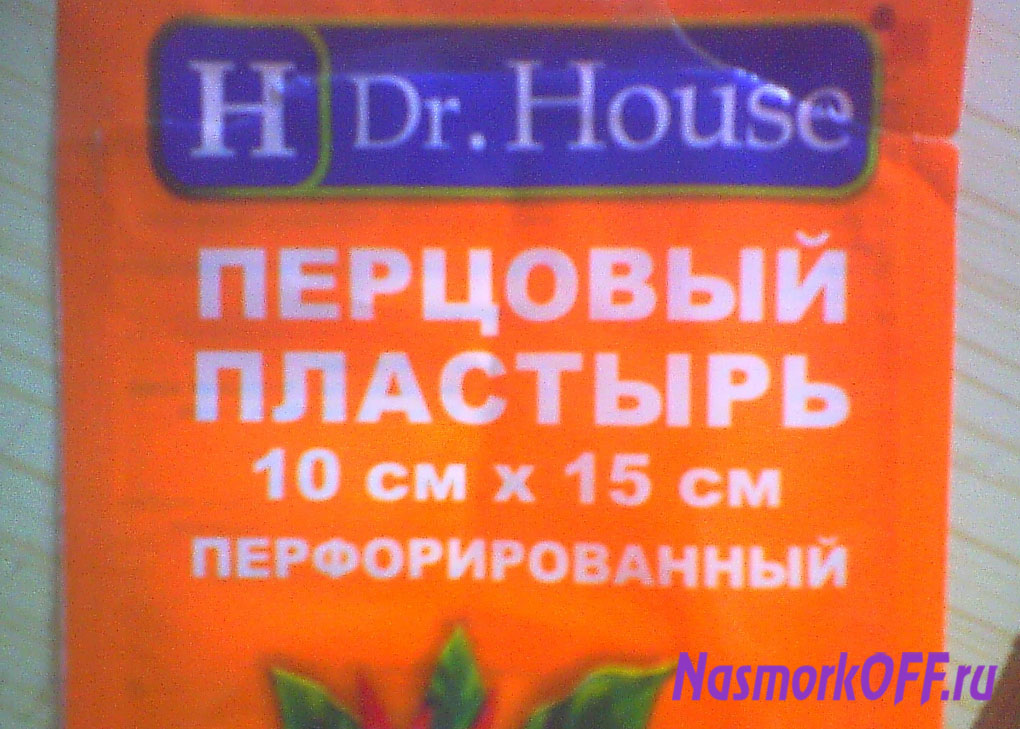 H Dr. House®
ПЕРЦОВЫЙ
ПЛАСТЫРЬ
10 см х 15 см
ПЕРФОРИРОВАННЫЙ
NasmorkOFF.ru